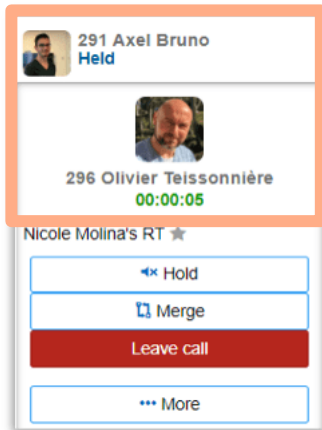 291 Axel Bruno
Held
296 Olivier Teissonnière
00:00:05
Nicole Molina's RT
Hold
Merge
Leave call
More